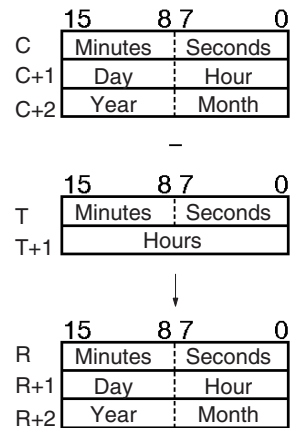 15 8 7 0
C Minutes Seconds
C+1 Day Hour
C+2 Year Month
–
15 8 7 0
T Minutes Seconds
T+1 Hours
15 8 7 0
R Minutes Seconds
R+1 Day Hour
R+2 Year Month